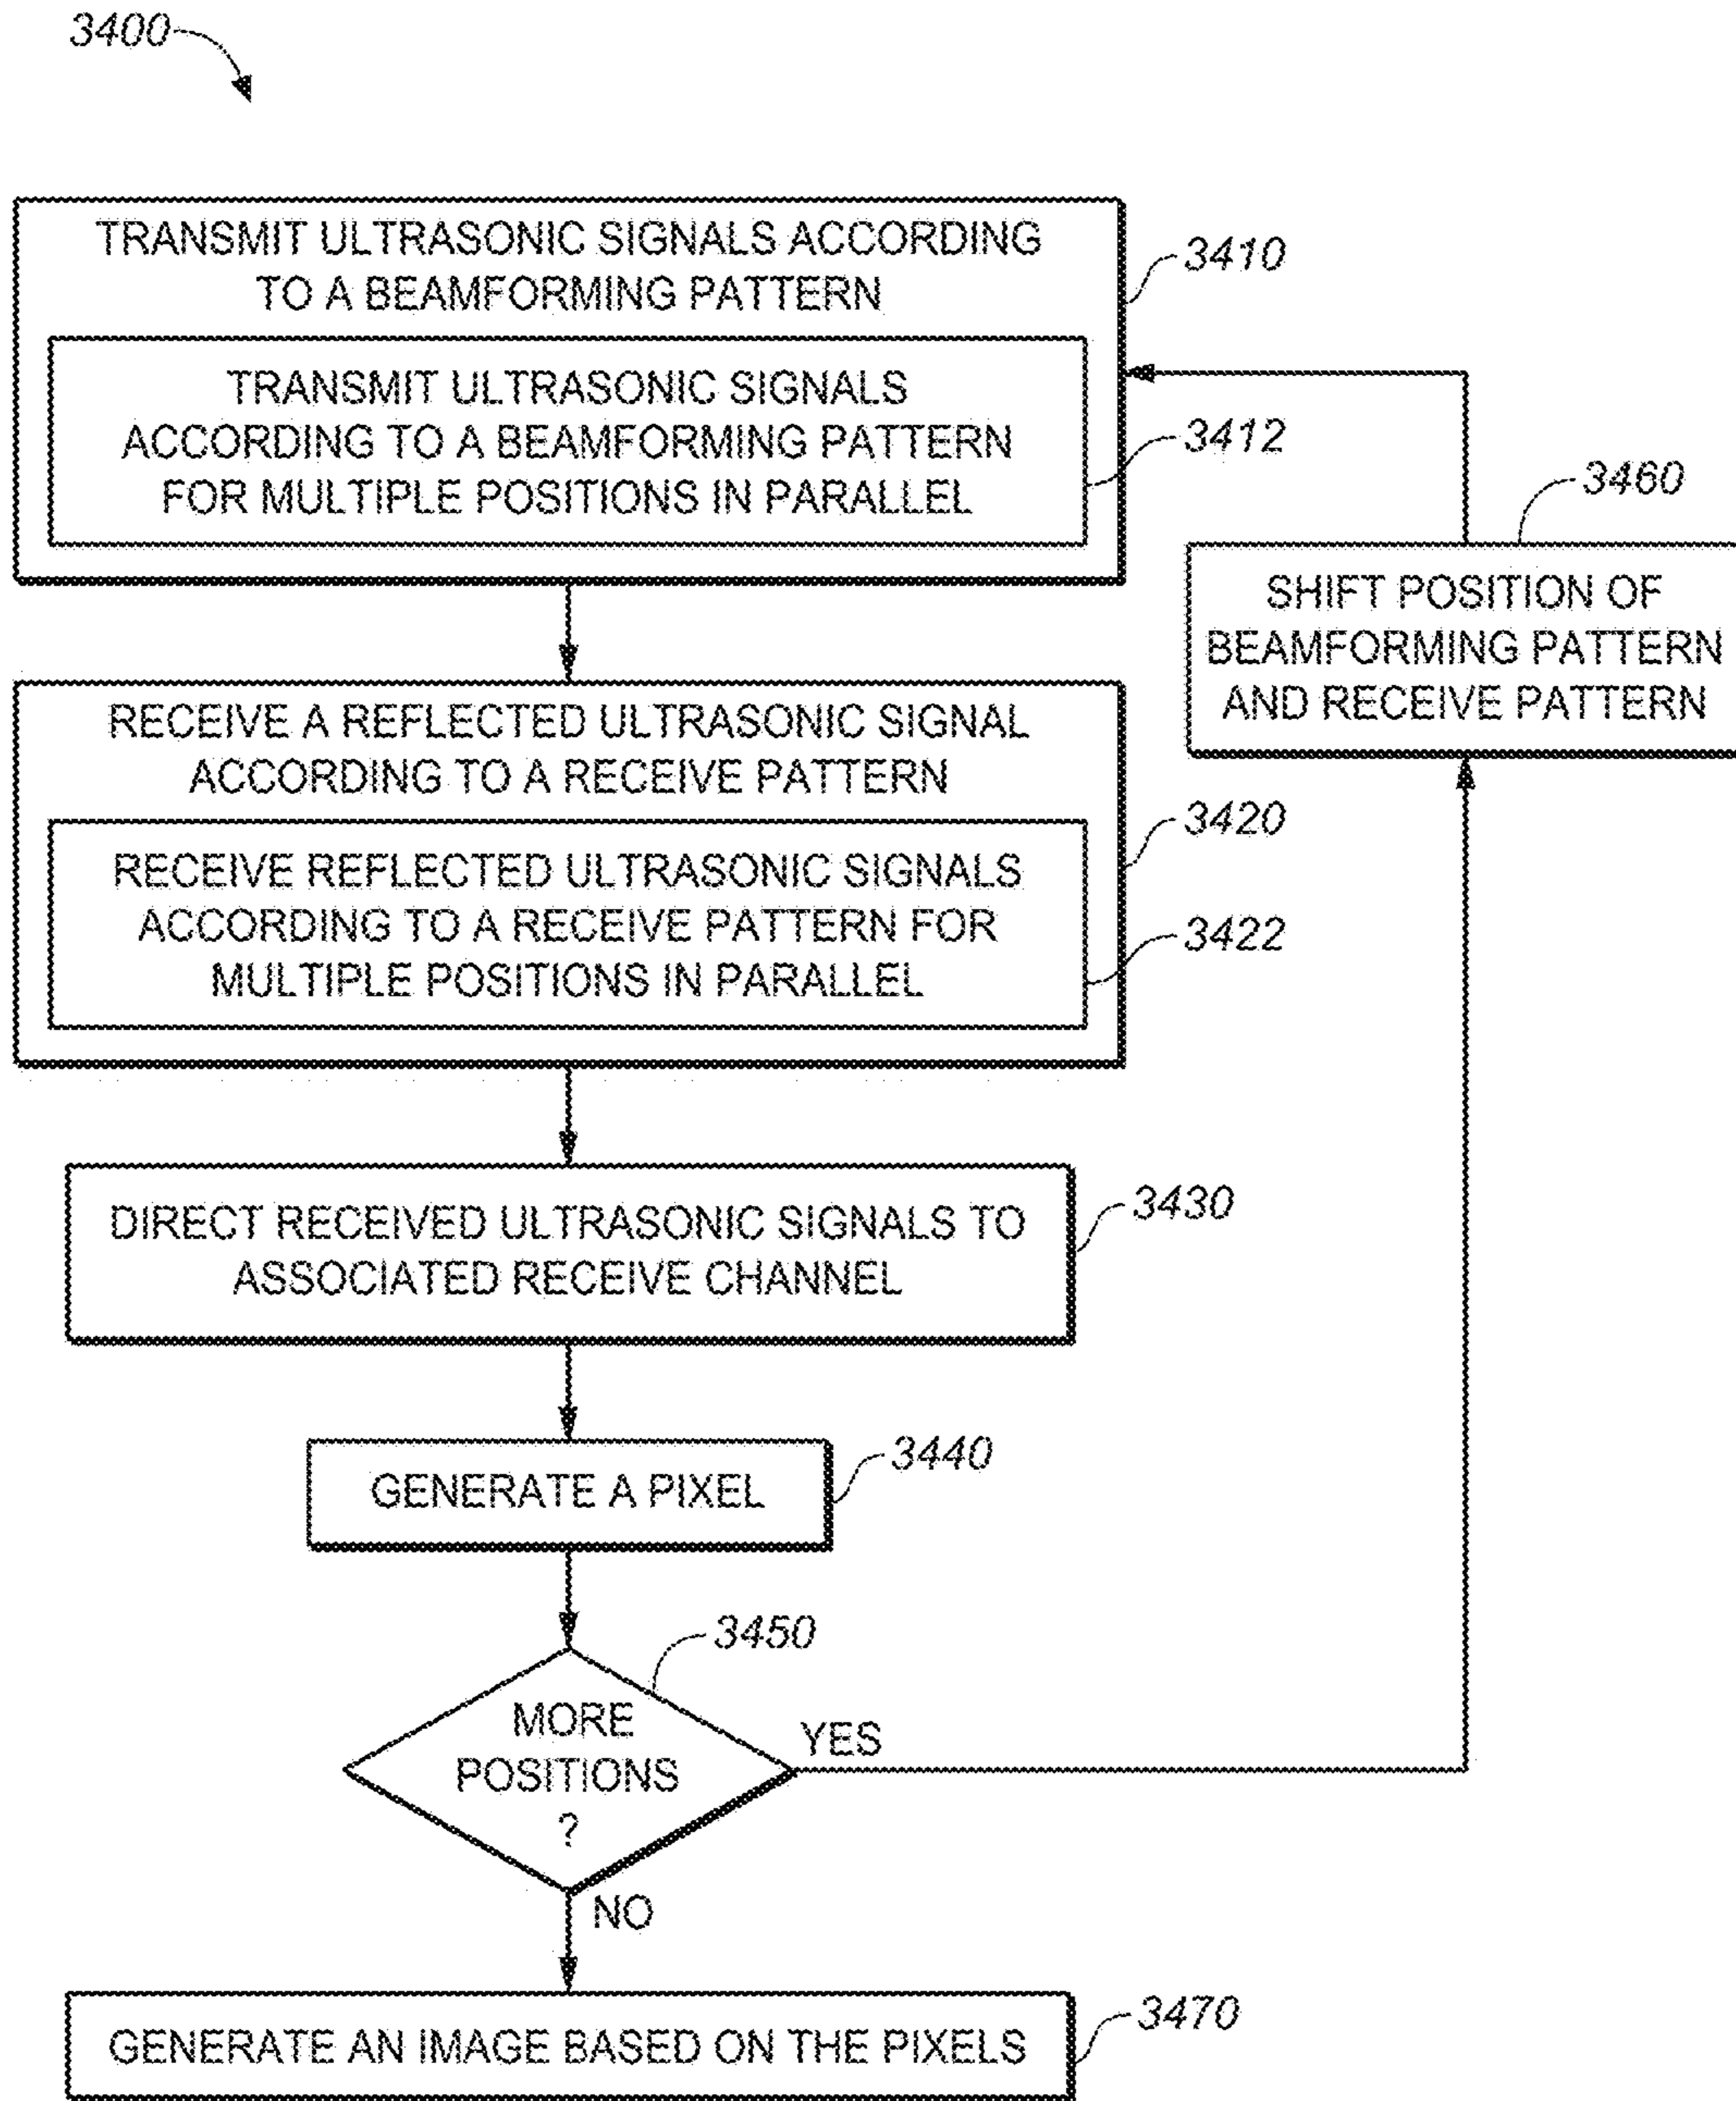 3400
TRANSMIT ULTRASONIC SIGNALS ACCORDING
TO A BEAMFORMING PATTERN
3410
TRANSMIT ULTRASONIC SIGNALS
ACCORDING TO A BEAMFORMING PATTERN
FOR MULTIPLE POSITIONS IN PARALLEL
3412
3460
SHIFT POSITION OF
BEAMFORMING PATTERN
AND RECEIVE PATTERN
RECEIVE A REFLECTED ULTRASONIC SIGNAL
ACCORDING TO A RECEIVE PATTERN
3420
RECEIVE REFLECTED ULTRASONIC SIGNALS
ACCORDING TO A RECEIVE PATTERN FOR
MULTIPLE POSITIONS IN PARALLEL
3422
DIRECT RECEIVED ULTRASONIC SIGNALS TO
ASSOCIATED RECEIVE CHANNEL
3430
GENERATE A PIXEL
3440
3450
MORE
POSITIONS
?
YES
NO
GENERATE AN IMAGE BASED ON THE PIXELS
3470